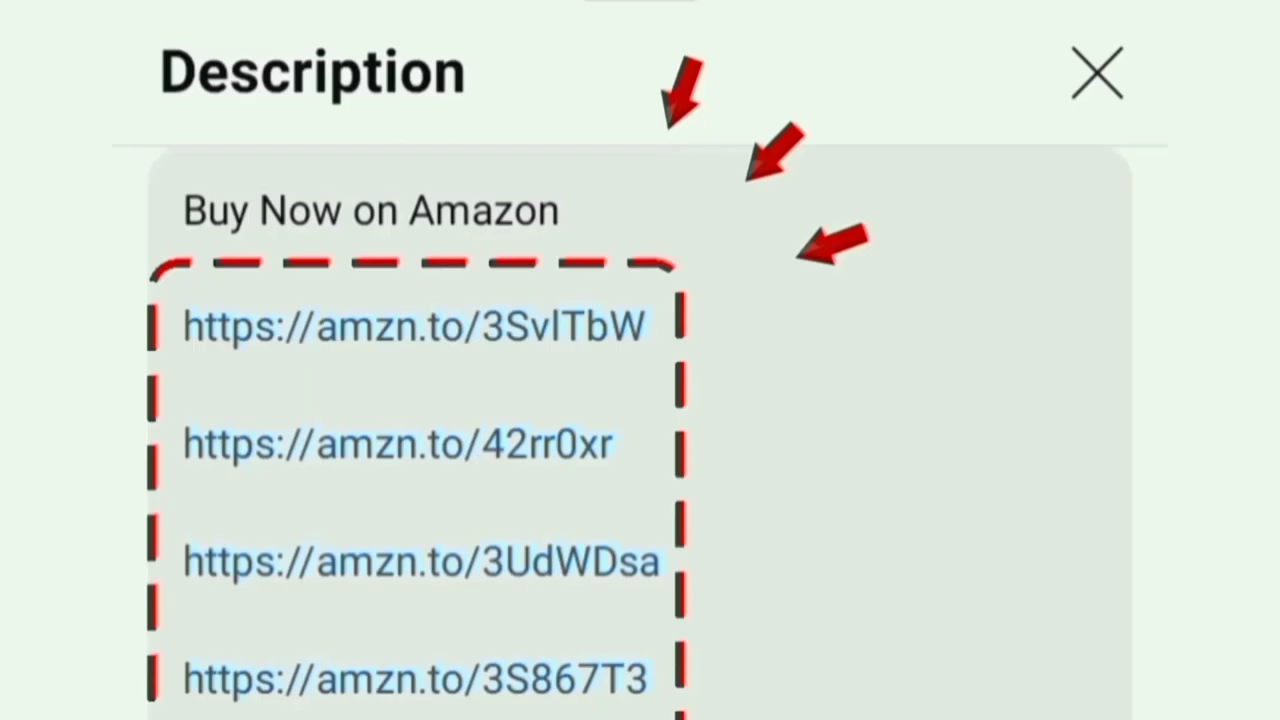 Description
Buy Now on Amazon
https://amzn.to/3SvlTbW
https://amzn.to/42rr0xr
https://amzn.to/3UdWDsa
https://amzn.to/3S867T3